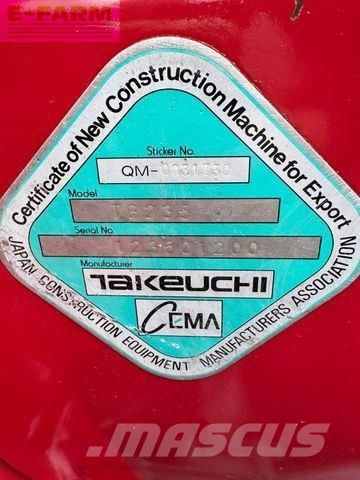 E-FARM
Certificate of New Construction Machine for Export
Sticker No.
QM-0031030
Model
TB235
Serial No
123501200
Manufacturer
TAKEUCHI
CEMA
JAPAN CONSTRUCTION EQUIPMENT MANUFACTURERS ASSOCIATION
MASCUS